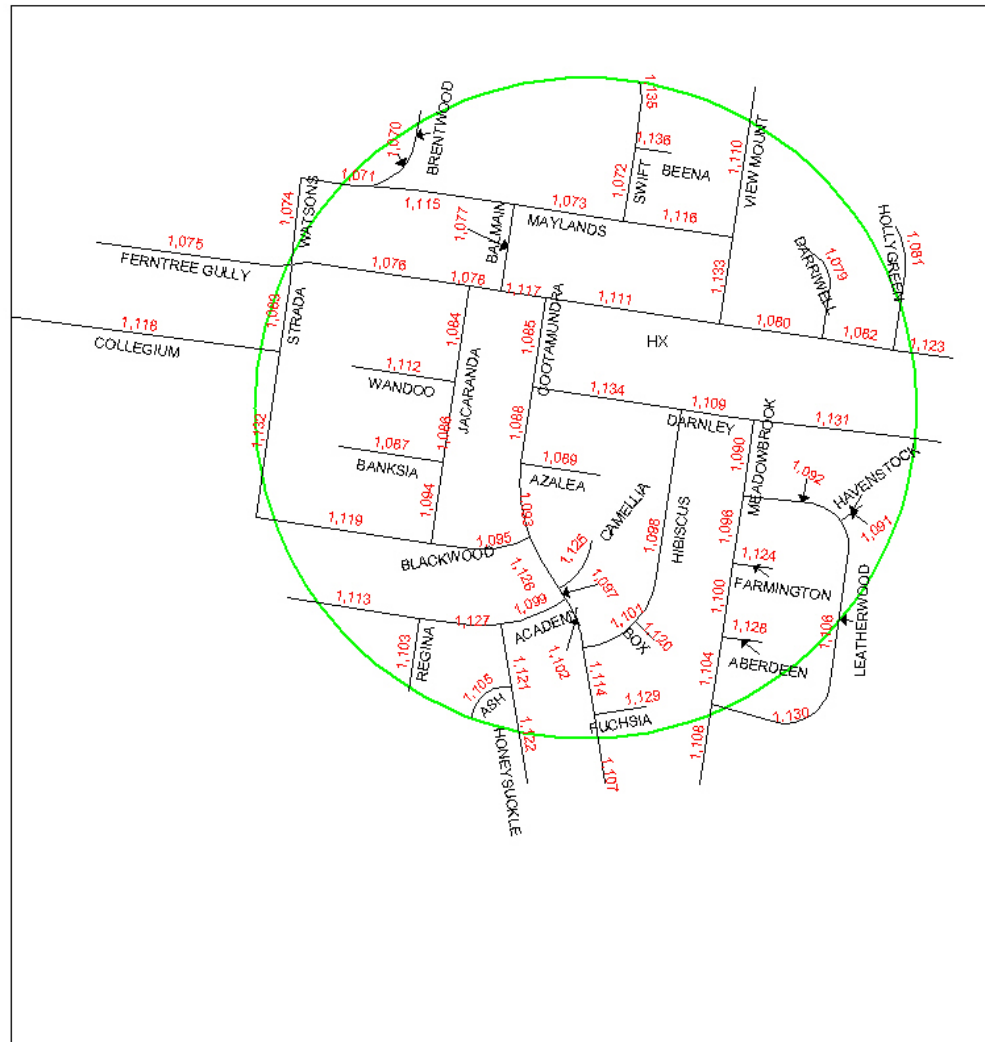 1,135
1,070
BRENTWOOD
1,136
BEENA
1,110
VIEW MOUNT
1,071
1,074
WATSONS
1,115
1,077
BALMAIN
1,073
MAYLANDS
1,072
SWIFT
1,116
HOLLYGREEN
1,081
1,075
FERNTREE GULLY
1,076
1,078
1,117
1,111
1,133
DARRIWELL
1,079
1,080
1,082
1,123
1,118
COLLEGIUM
STRADA
1,084
1,085
COOTAMUNDRA
HX
1,112
WANDOO
JACARANDA
1,086
1,088
1,134
1,109
DARNLEY
1,090
MEADOWBROOK
1,131
1,132
1,087
BANKSIA
1,089
AZALEA
1,092
HAVENSTOCK
1,091
1,094
1,093
CAMELLIA
1,125
1,098
HIBISCUS
1,096
1,119
1,095
BLACKWOOD
1,126
1,097
1,124
FARMINGTON
1,113
1,127
1,099
ACADEMY
1,101
BOX
1,120
1,100
1,128
ABERDEEN
1,106
LEATHERWOOD
1,103
REGINA
1,105
ASH
1,121
1,102
1,114
1,129
FUCHSIA
1,104
1,130
HONEYSUCKLE
1,122
1,107
1,108